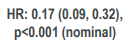 HR: 0.17 (0.09, 0.32),
p<0.001 (nominal)